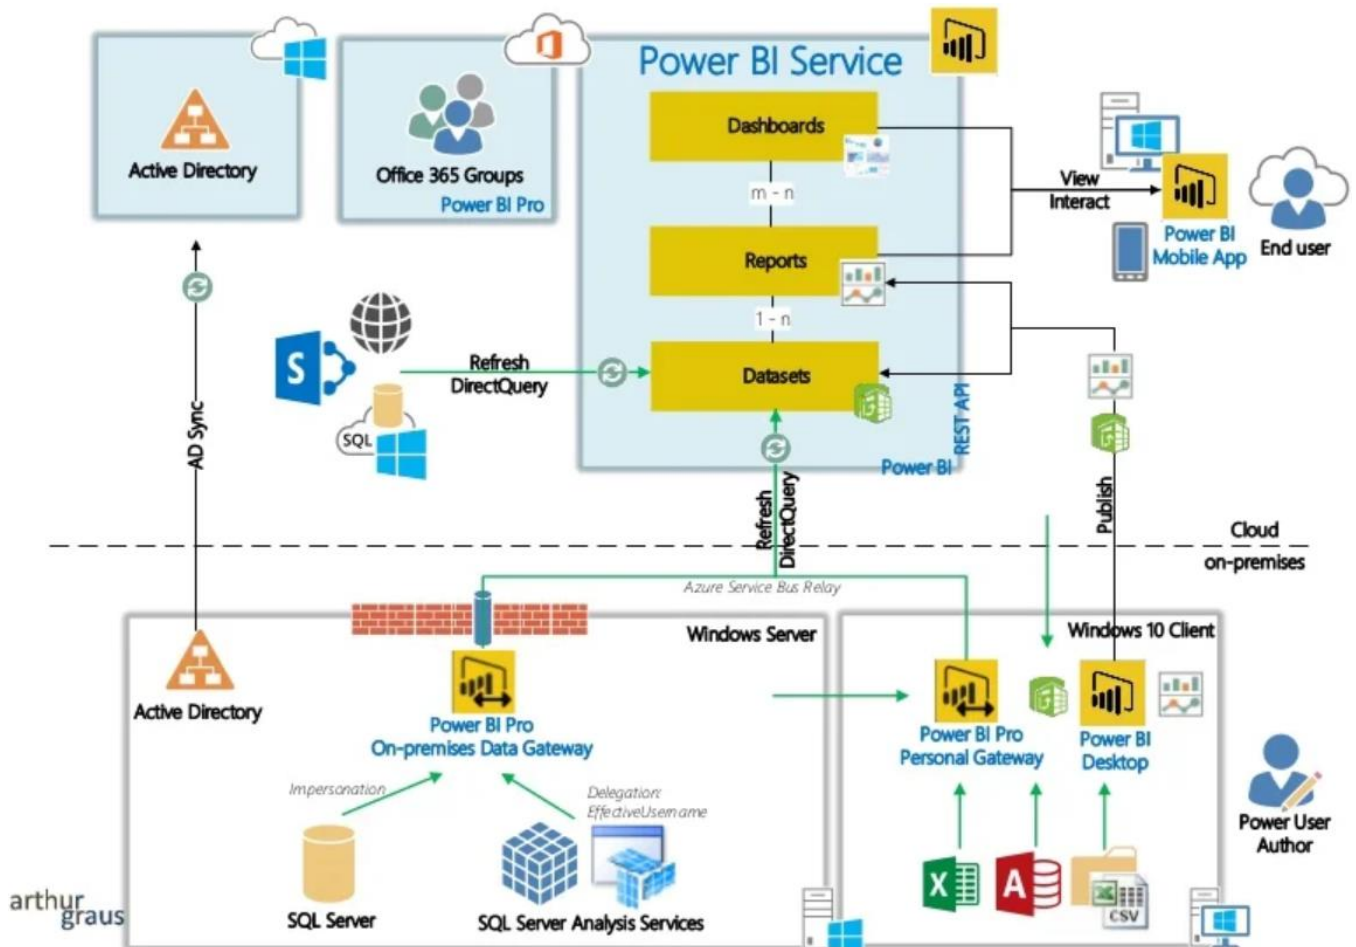 Power BI Service
Active Directory
Office 365 Groups
Power BI Pro
Dashboards
m - n
Reports
1 - n
Datasets
REST API
Power BI
View
Interact
Power BI
Mobile App
End user
S
SQL
Refresh
DirectQuery
AD Sync
Refresh
DirectQuery
Publish
Cloud
on-premises
Azure Service Bus Relay
Windows Server
Windows 10 Client
Active Directory
Power BI Pro
On-premises Data Gateway
Power BI Pro
Personal Gateway
Power BI
Desktop
Impersonation
Delegation:
EffectiveUsername
Power User
Author
SQL Server
SQL Server Analysis Services
X
A
X
CSV
arthur
graus